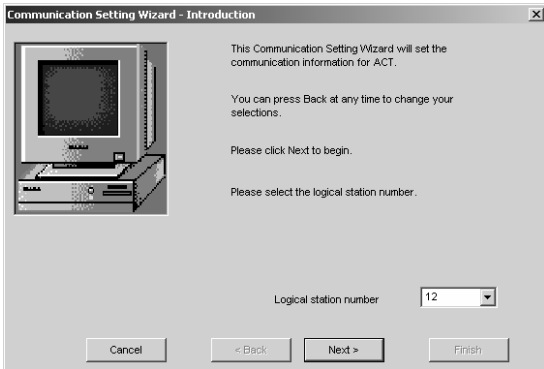 Communication Setting Wizard - Introduction
This Communication Setting Wizard will set the
communication information for ACT.
You can press Back at any time to change your
selections.
Please click Next to begin.
Please select the logical station number.
Logical station number
12
Cancel
< Back
Next >
Finish